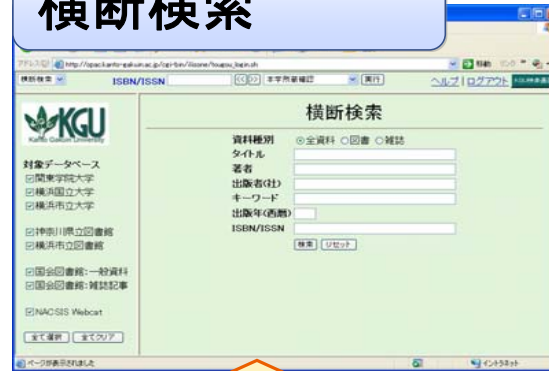 横断検索
横断検索
ISBN/ISSN
本学所蔵確認
実行
ヘルプ|ログアウト
KGU
Kanto Gakuin University
対象データベース
関東学院大学
横浜国立大学
横浜市立大学
神奈川県立図書館
横浜市立図書館
国会図書館:一般資料
国会図書館:雑誌記事
NACSIS Webcat
全て選択 全てクリア
横断検索
資料種別 全資料 図書 雑誌
タイトル
著者
出版者(社)
キーワード
出版年(西暦)
ISBN/ISSN
検索 リセット
ページが表示されました
イントラネット